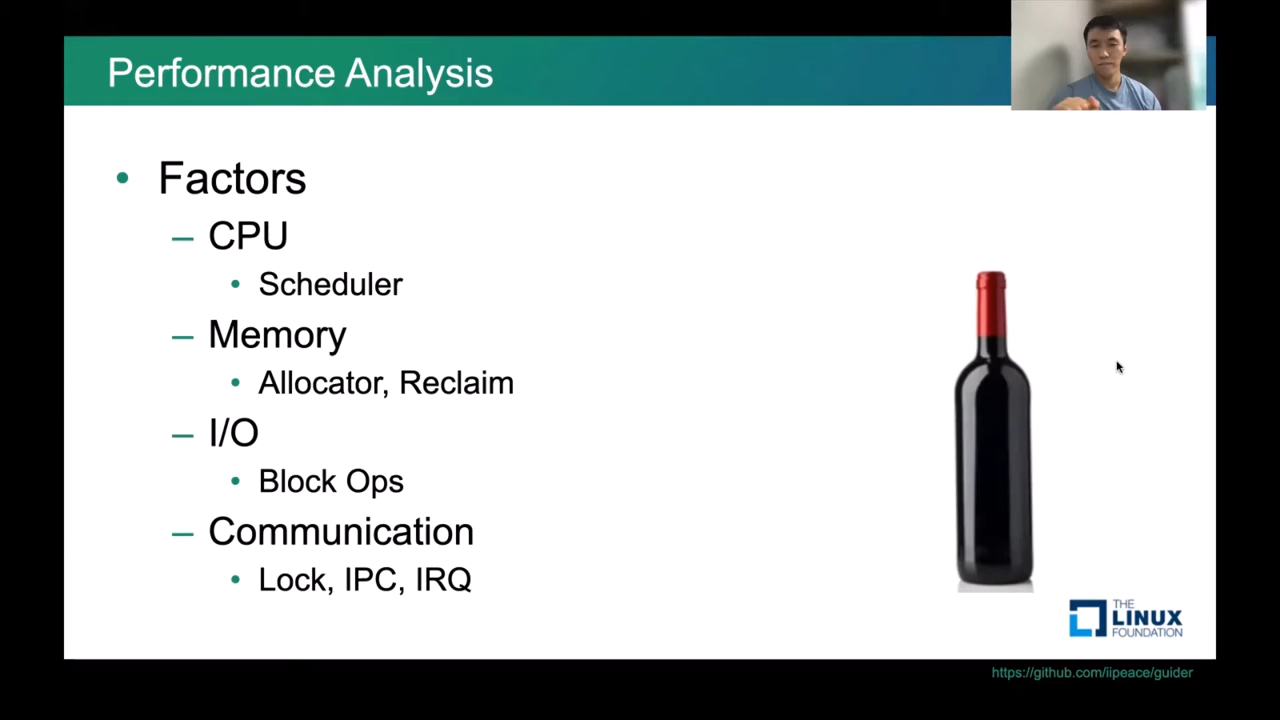 Performance Analysis
• Factors
– CPU
• Scheduler
– Memory
• Allocator, Reclaim
– I/O
• Block Ops
– Communication
• Lock, IPC, IRQ
THE
LINUX
FOUNDATION
https://github.com/iipeace/guider